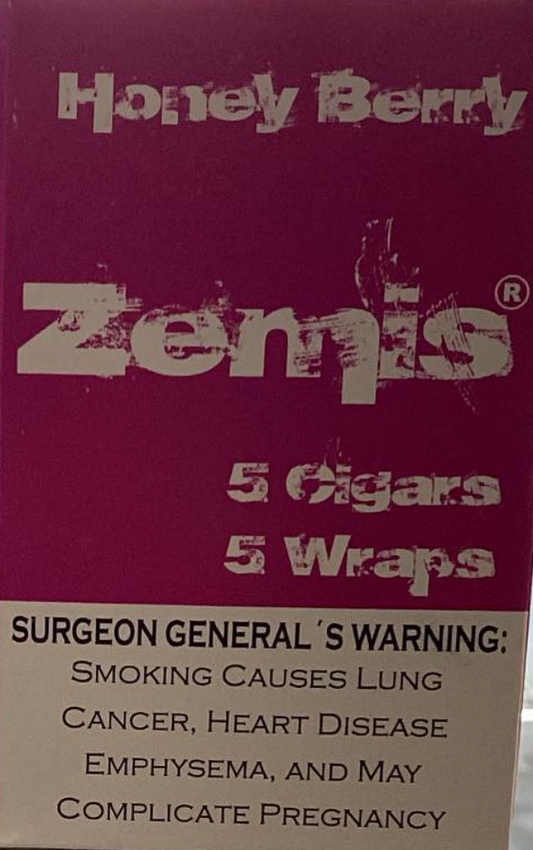 Honey Berry
Zemis®
5 Cigars
5 Wraps
SURGEON GENERAL´S WARNING:
SMOKING CAUSES LUNG
CANCER, HEART DISEASE
EMPHYSEMA, AND MAY
COMPLICATE PREGNANCY